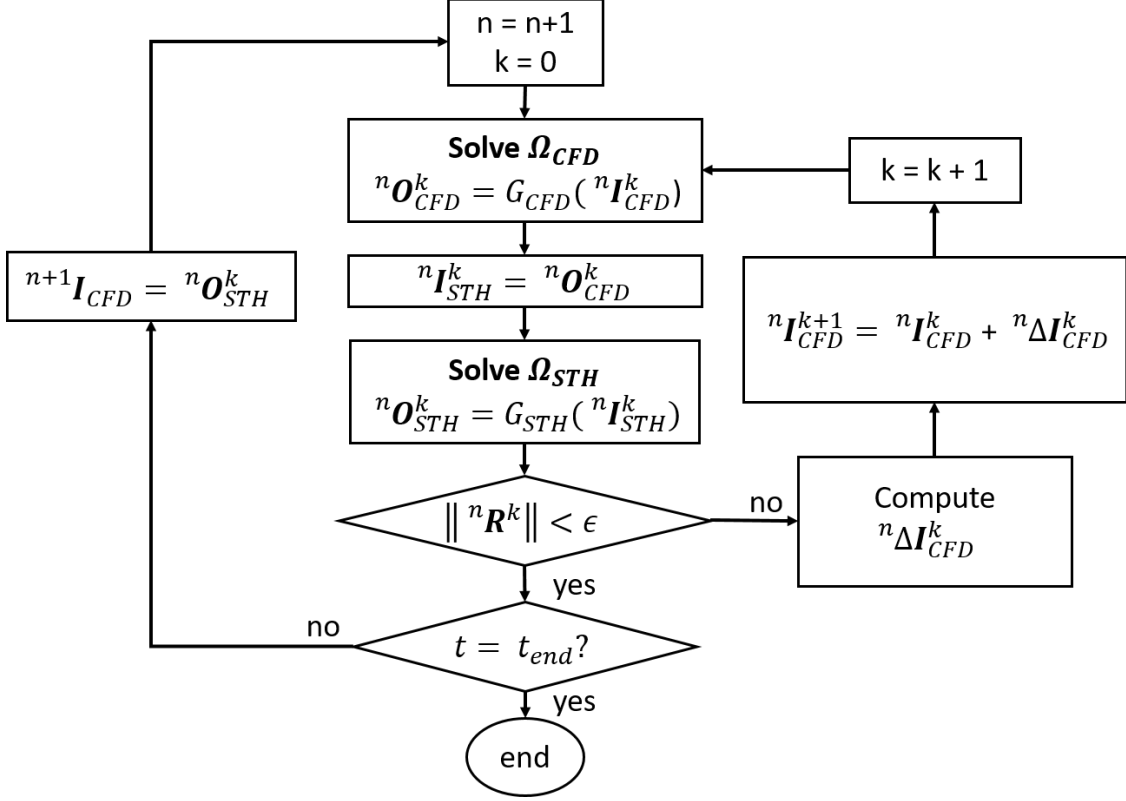 n = n+1
k = 0
Solve Ω_CFD
ⁿO^k_CFD = G_CFD( ⁿI^k_CFD)
k = k + 1
ⁿ⁺¹I_CFD = ⁿO^k_STH
ⁿI^k_STH = ⁿO^k_CFD
ⁿI^{k+1}_CFD = ⁿI^k_CFD + ⁿΔI^k_CFD
Solve Ω_STH
ⁿO^k_STH = G_STH( ⁿI^k_STH)
‖ ⁿR^k‖ < ϵ
no
Compute
ⁿΔI^k_CFD
yes
no
t = t_end?
yes
end